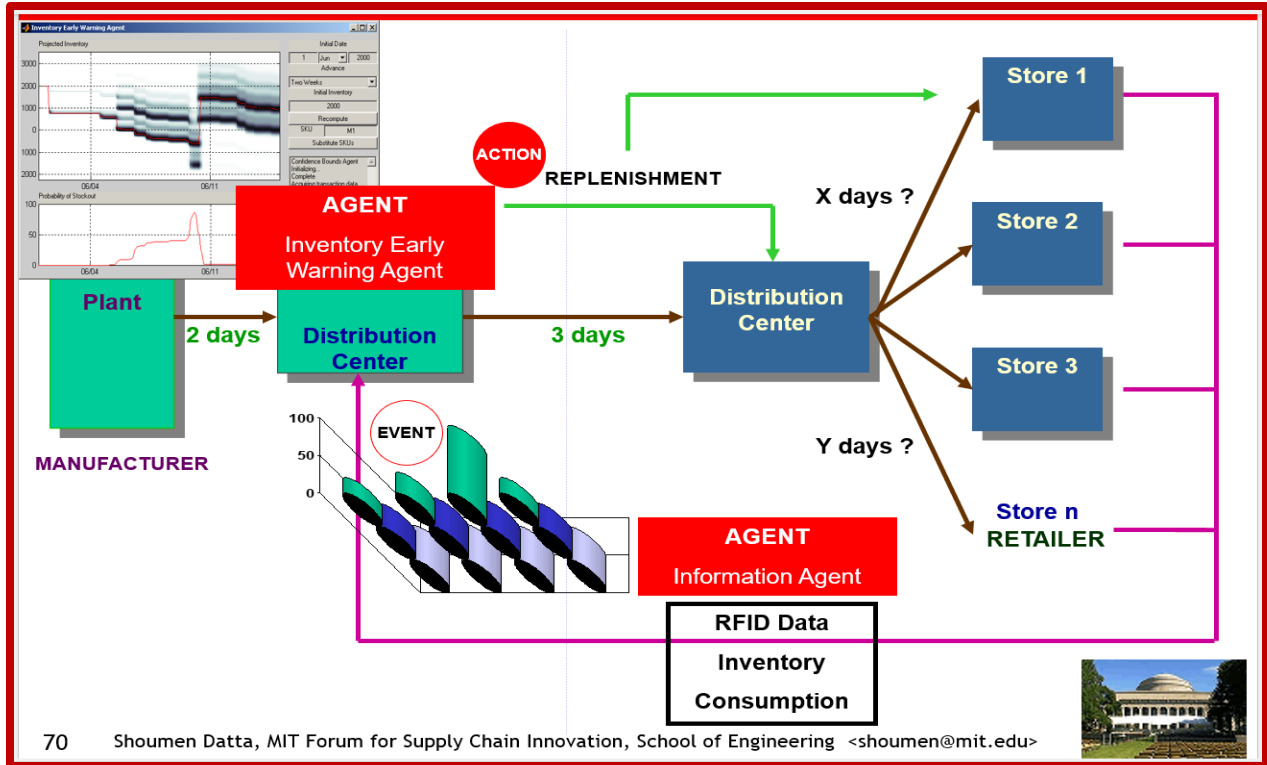 Inventory Early Warning Agent
Projected Inventory
3000
2000
1000
0
1000
2000
06/04
06/11
Probability of Stockout
100
50
0
06/04
06/11
Initial Date
1 Jun 2000
Advance
Two Weeks
Initial Inventory
2000
Recompute
SKU M1
Substitute SKUs
Confidence Bounds Agent
Initializing...
Complete
Acquiring transaction data
ACTION
REPLENISHMENT
AGENT
Inventory Early
Warning Agent
Plant
2 days
Distribution
Center
3 days
MANUFACTURER
Distribution
Center
X days ?
Y days ?
Store 1
Store 2
Store 3
Store n
RETAILER
100
50
0
EVENT
AGENT
Information Agent
RFID Data
Inventory
Consumption
70 Shoumen Datta, MIT Forum for Supply Chain Innovation, School of Engineering <shoumen@mit.edu>